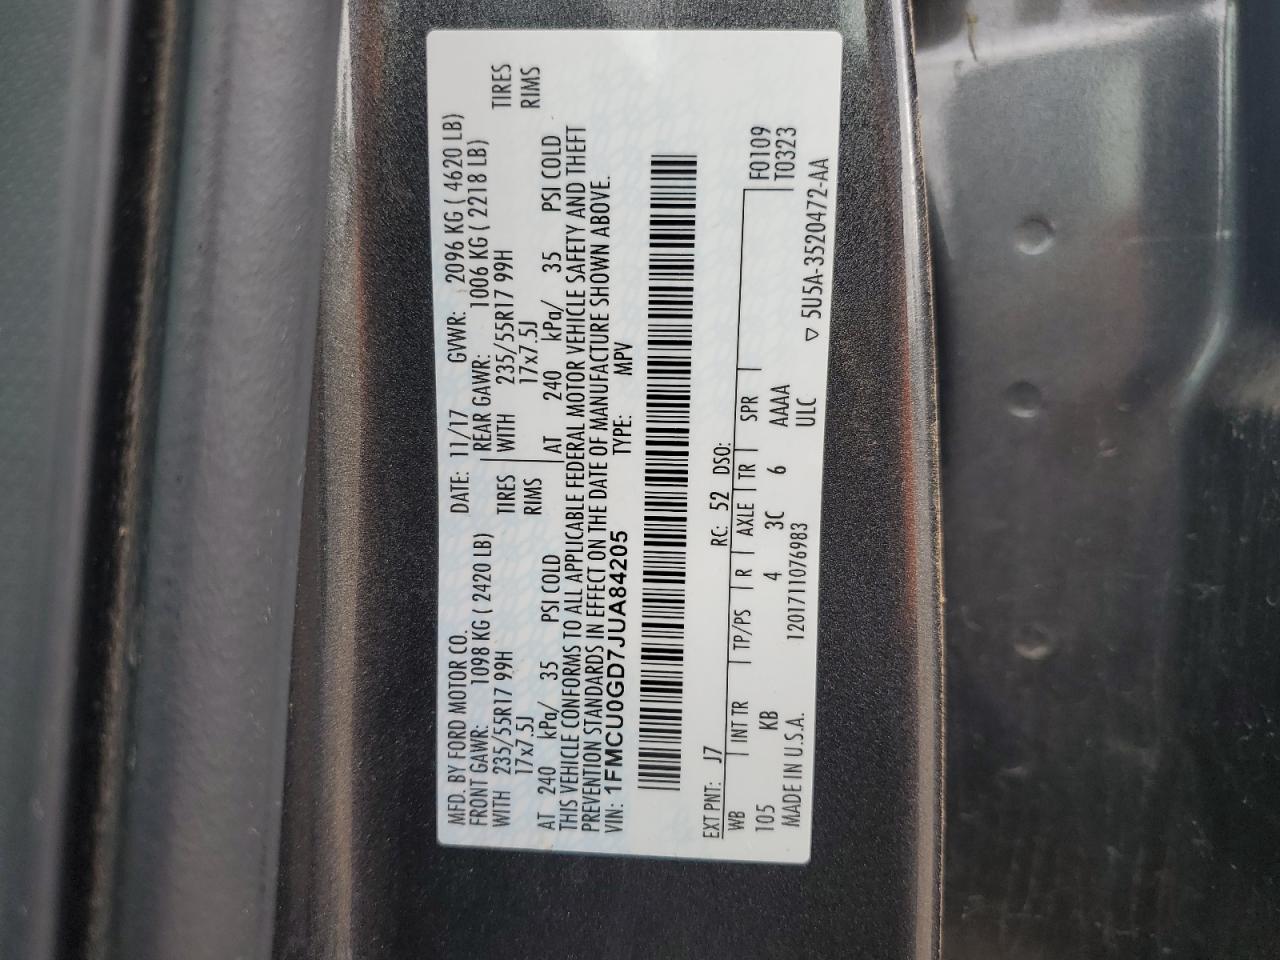 MFD. BY FORD MOTOR CO. DATE: 11/17 GVWR: 2096 KG ( 4620 LB)
FRONT GAWR: 1098 KG ( 2420 LB) REAR GAWR: 1006 KG ( 2218 LB)
WITH 235/55R17 99H TIRES WITH 235/55R17 99H TIRES
17x7.5J RIMS 17x7.5J RIMS
AT 240 kPa/ 35 PSI COLD AT 240 kPa/ 35 PSI COLD
THIS VEHICLE CONFORMS TO ALL APPLICABLE FEDERAL MOTOR VEHICLE SAFETY AND THEFT
PREVENTION STANDARDS IN EFFECT ON THE DATE OF MANUFACTURE SHOWN ABOVE.
VIN: 1FMCU0GD7JUA84205 TYPE: MPV
EXT PNT: J7 RC: 52 DSO:
WB INT TR TP/PS R AXLE TR SPR F0109
105 KB 4 3C 6 AAAA T0323
MADE IN U.S.A. 120171107 6983 ULC ▽ 5U5A-3520472-AA